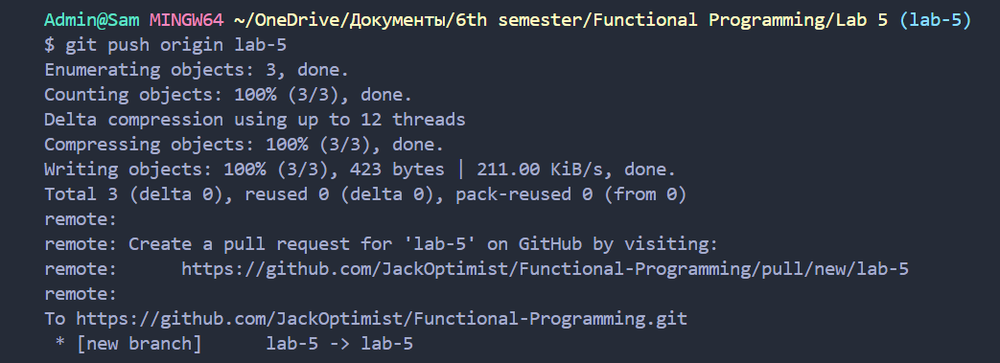 Admin@Sam MINGW64 ~/OneDrive/Документы/6th semester/Functional Programming/Lab 5 (lab-5)
$ git push origin lab-5
Enumerating objects: 3, done.
Counting objects: 100% (3/3), done.
Delta compression using up to 12 threads
Compressing objects: 100% (3/3), done.
Writing objects: 100% (3/3), 423 bytes | 211.00 KiB/s, done.
Total 3 (delta 0), reused 0 (delta 0), pack-reused 0 (from 0)
remote:
remote: Create a pull request for 'lab-5' on GitHub by visiting:
remote:      https://github.com/JackOptimist/Functional-Programming/pull/new/lab-5
remote:
To https://github.com/JackOptimist/Functional-Programming.git
 * [new branch]      lab-5 -> lab-5